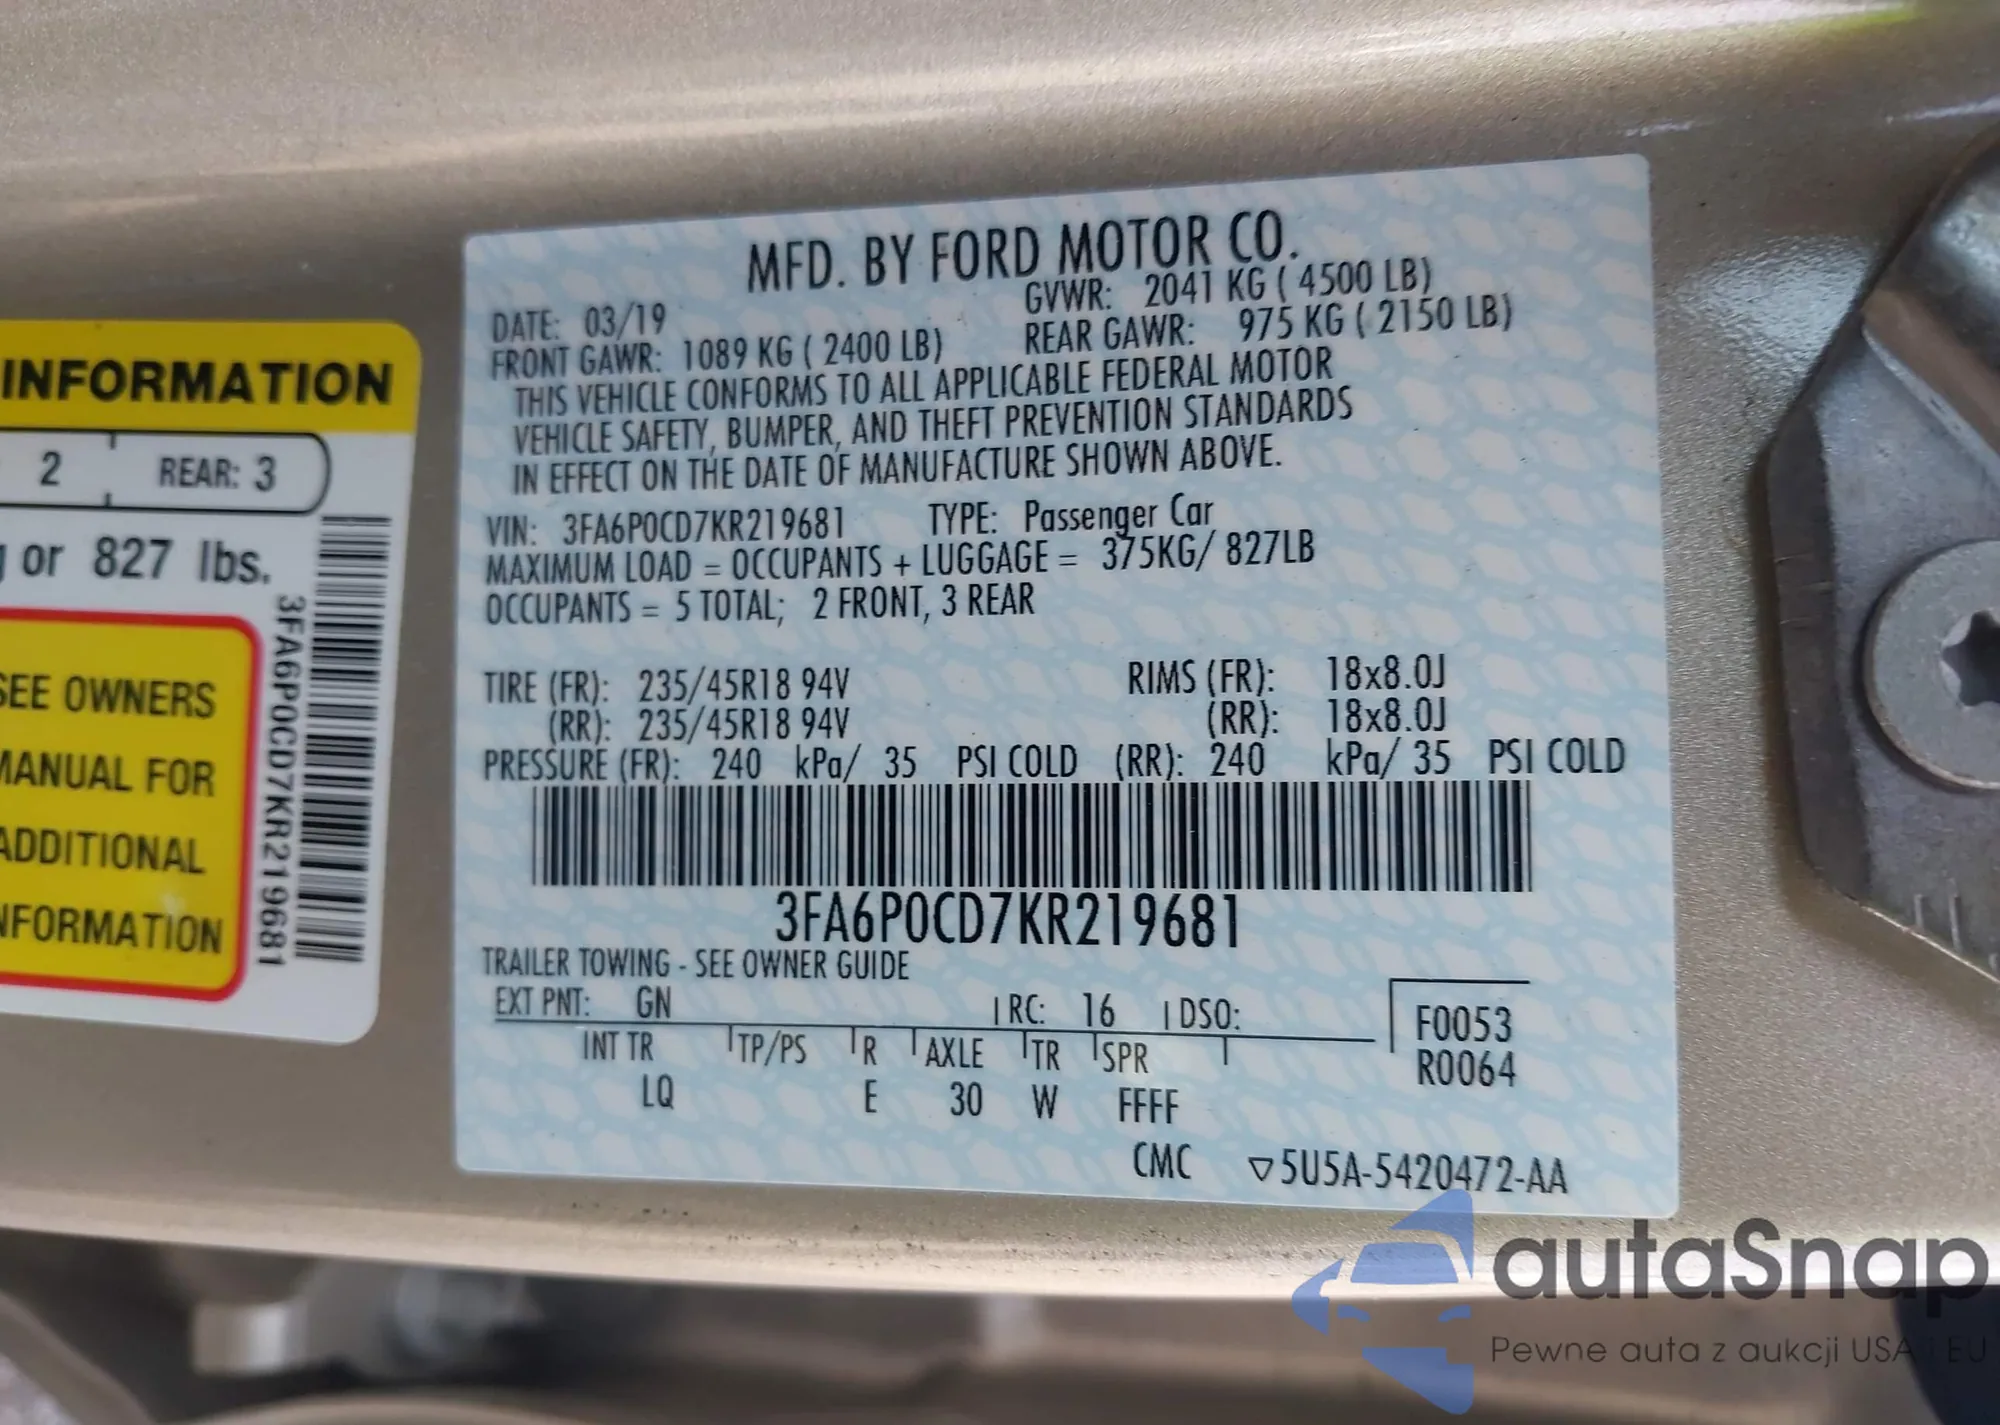 INFORMATION
2 REAR: 3
or 827 lbs.
SEE OWNERS
MANUAL FOR
ADDITIONAL
INFORMATION
3FA6P0CD7KR219681
MFD. BY FORD MOTOR CO.
DATE: 03/19 GVWR: 2041 KG ( 4500 LB)
FRONT GAWR: 1089 KG ( 2400 LB) REAR GAWR: 975 KG ( 2150 LB)
THIS VEHICLE CONFORMS TO ALL APPLICABLE FEDERAL MOTOR
VEHICLE SAFETY, BUMPER, AND THEFT PREVENTION STANDARDS
IN EFFECT ON THE DATE OF MANUFACTURE SHOWN ABOVE.
VIN: 3FA6P0CD7KR219681 TYPE: Passenger Car
MAXIMUM LOAD = OCCUPANTS + LUGGAGE = 375KG/ 827LB
OCCUPANTS = 5 TOTAL; 2 FRONT, 3 REAR
TIRE (FR): 235/45R18 94V RIMS (FR): 18x8.0J
(RR): 235/45R18 94V (RR): 18x8.0J
PRESSURE (FR): 240 kPa/ 35 PSI COLD (RR): 240 kPa/ 35 PSI COLD
3FA6P0CD7KR219681
TRAILER TOWING - SEE OWNER GUIDE
EXT PNT: GN RC: 16 DSO: F0053
R0064
INT TR TP/PS R AXLE TR SPR
LQ E 30 W FFFF
CMC ▽5U5A-5420472-AA
autaSnap
Pewne auta z aukcji USA i EU